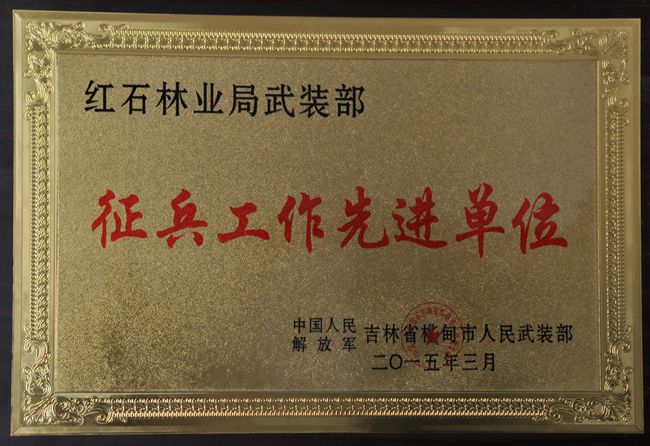 红石林业局武装部
征兵工作先进单位
中国人民解放军 吉林省桦甸市人民武装部
二〇一五年三月